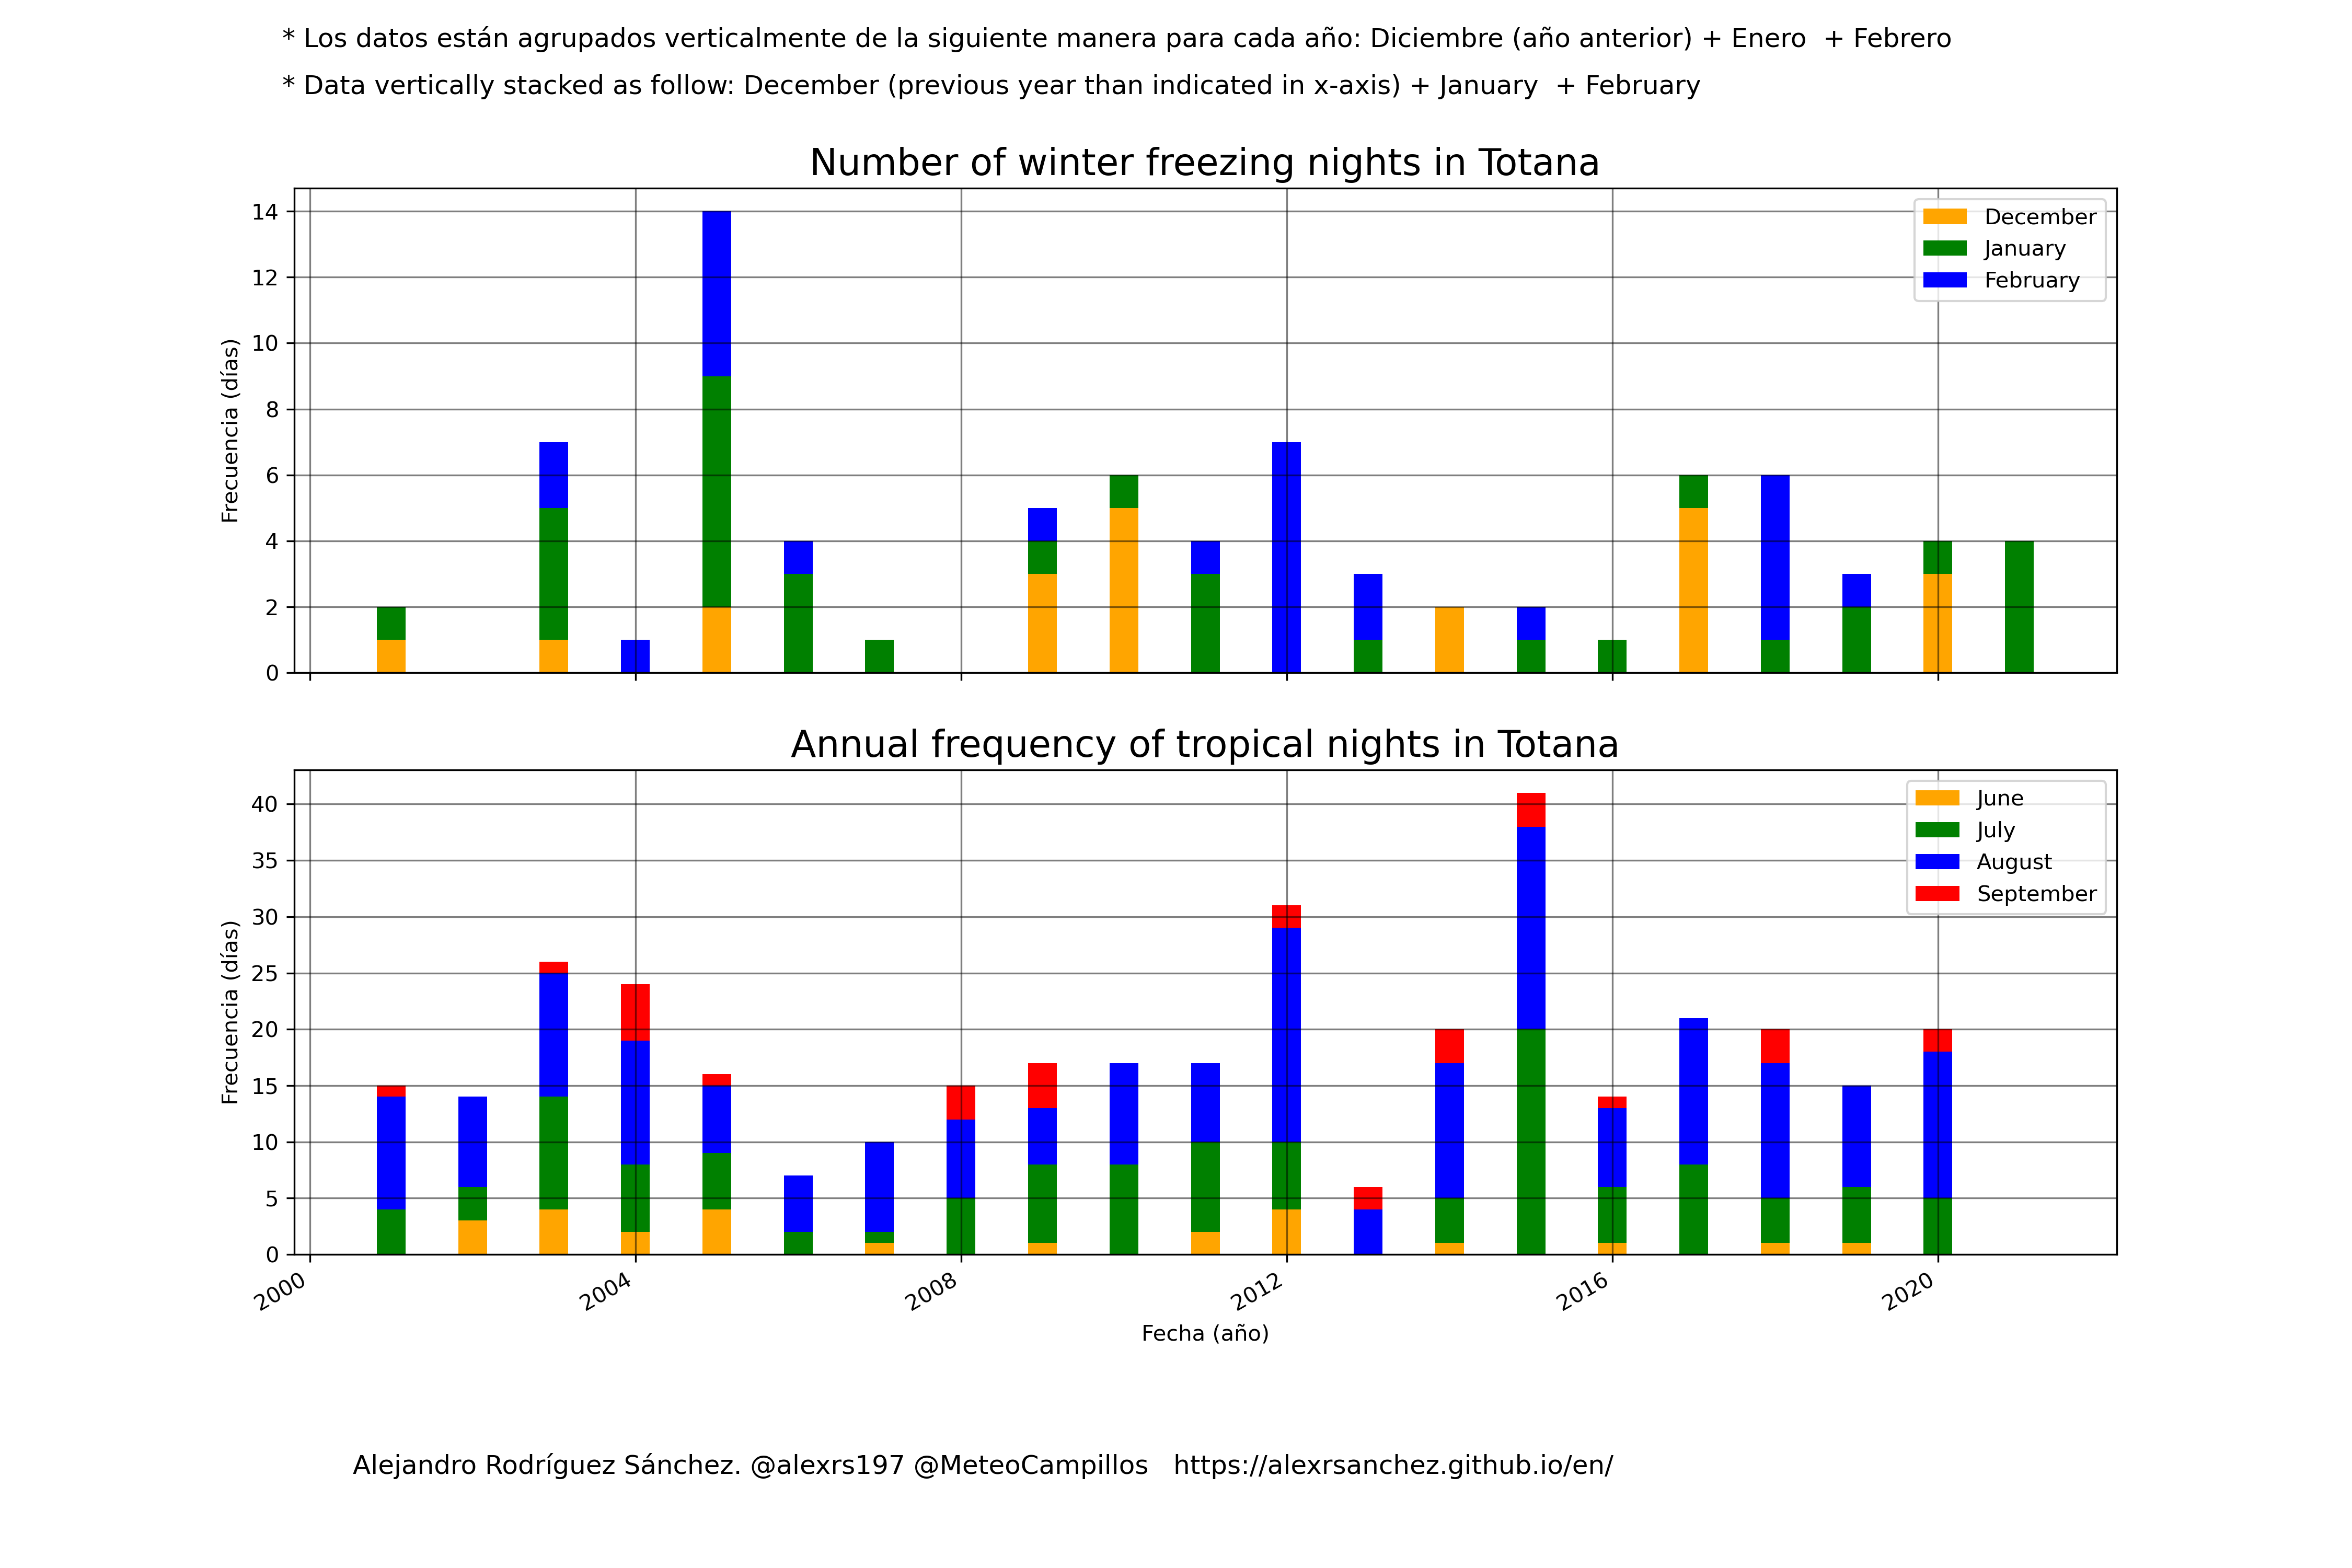 * Los datos están agrupados verticalmente de la siguiente manera para cada año: Diciembre (año anterior) + Enero  + Febrero
* Data vertically stacked as follow: December (previous year than indicated in x-axis) + January  + February
Number of winter freezing nights in Totana
14
12
10
8
6
4
2
0
Frecuencia (días)
December
January
February
Annual frequency of tropical nights in Totana
40
35
30
25
20
15
10
5
0
Frecuencia (días)
June
July
August
September
2000 2004 2008 2012 2016 2020
Fecha (año)
Alejandro Rodríguez Sánchez. @alexrs197 @MeteoCampillos   https://alexrsanchez.github.io/en/